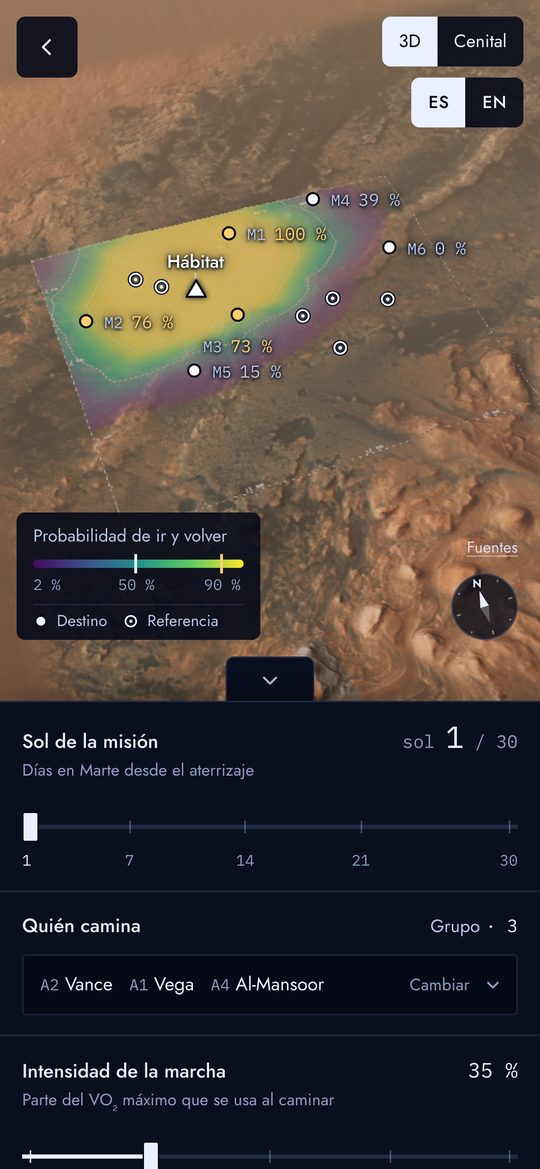 3D Cenital
ES EN
M4 39 %
M1 100 %
M6 0 %
Hábitat
M2 76 %
M3 73 %
M5 15 %
Probabilidad de ir y volver
2 % 50 % 90 %
Destino Referencia
Fuentes
N
Sol de la misión
sol 1 / 30
Días en Marte desde el aterrizaje
1 7 14 21 30
Quién camina
Grupo · 3
A2 Vance A1 Vega A4 Al-Mansoor
Cambiar
Intensidad de la marcha
35 %
Parte del VO₂ máximo que se usa al caminar